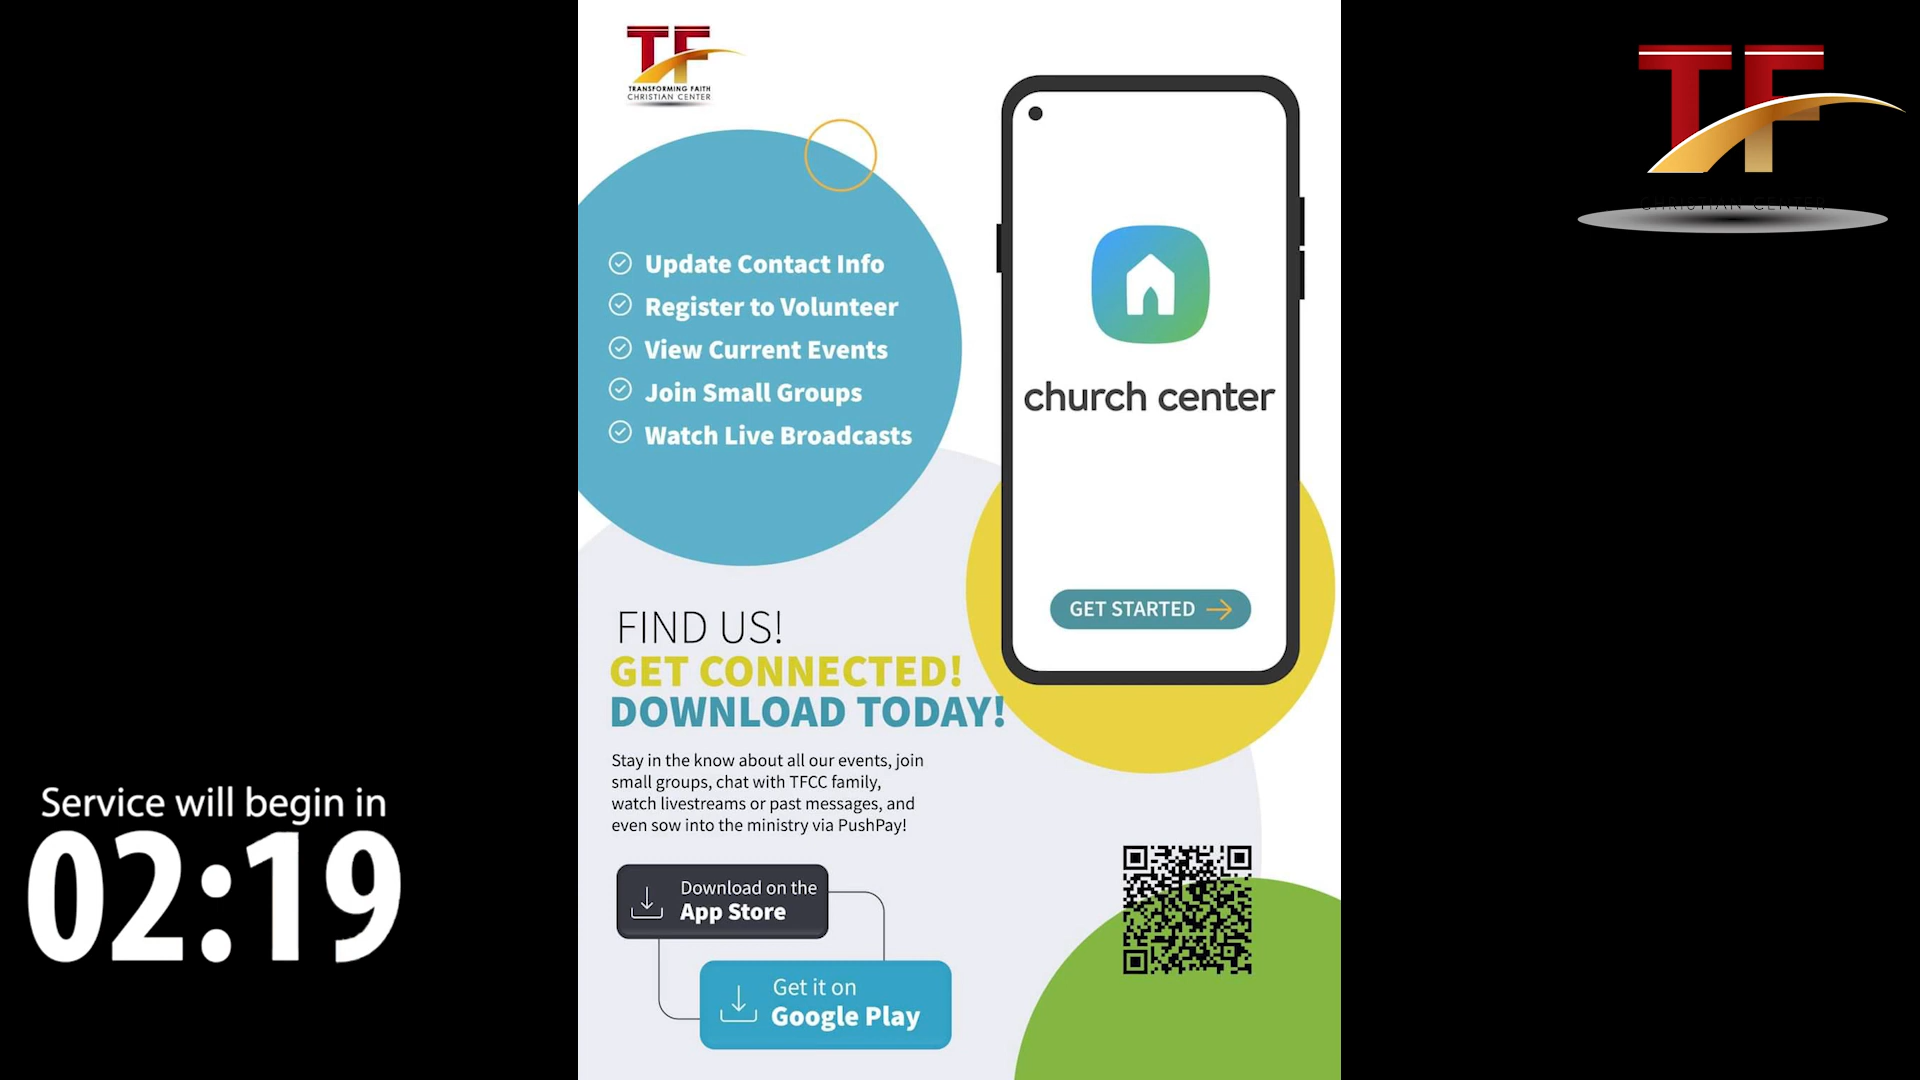 TF
TRANSFORMING FAITH
CHRISTIAN CENTER
TF
CHRISTIAN CENTER
Update Contact Info
Register to Volunteer
View Current Events
Join Small Groups
Watch Live Broadcasts
church center
GET STARTED
FIND US!
GET CONNECTED!
DOWNLOAD TODAY!
Stay in the know about all our events, join
small groups, chat with TFCC family,
watch livestreams or past messages, and
even sow into the ministry via PushPay!
Download on the
App Store
Get it on
Google Play
Service will begin in
02:19